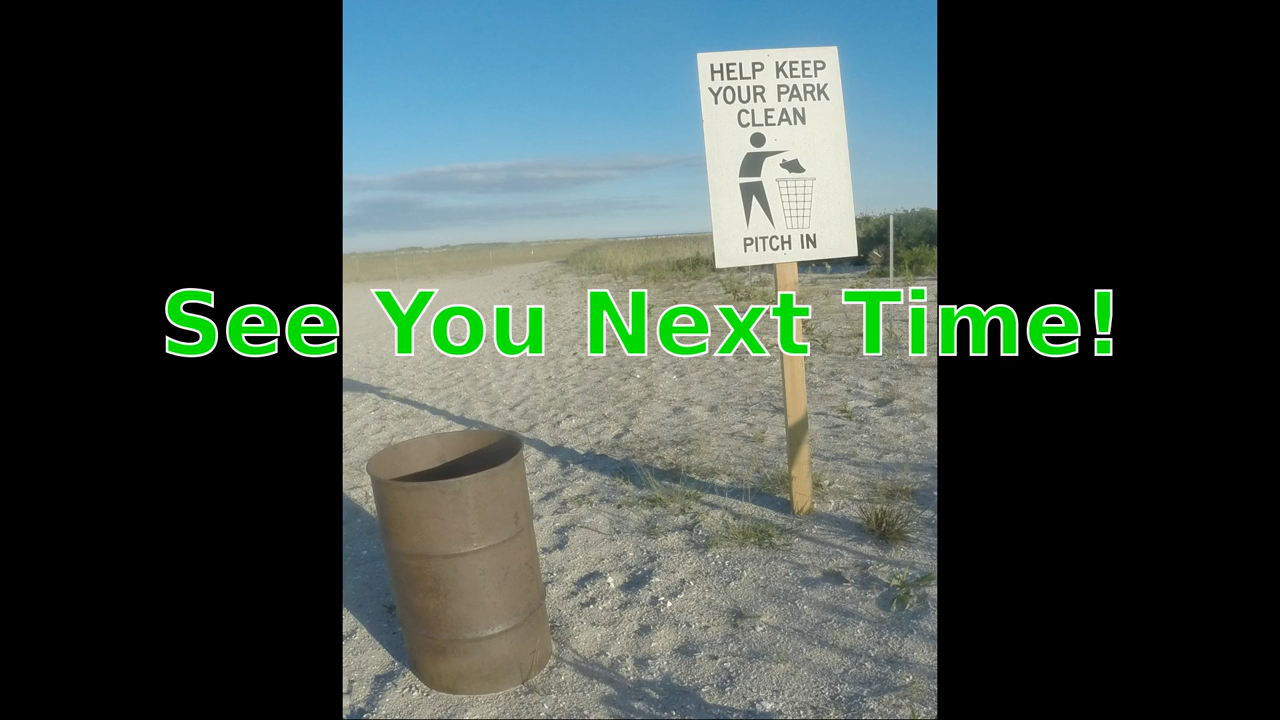 HELP KEEP
YOUR PARK
CLEAN
PITCH IN
See You Next Time!